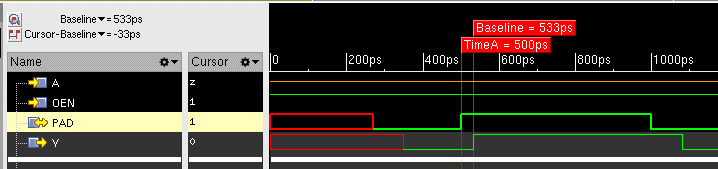 Baseline▼= 533ps
Cursor-Baseline▼= -33ps
Baseline = 533ps
TimeA = 500ps
Name Cursor 0 200ps 400ps 600ps 800ps 1000ps
A z
OEN 1
PAD 1
Y 0